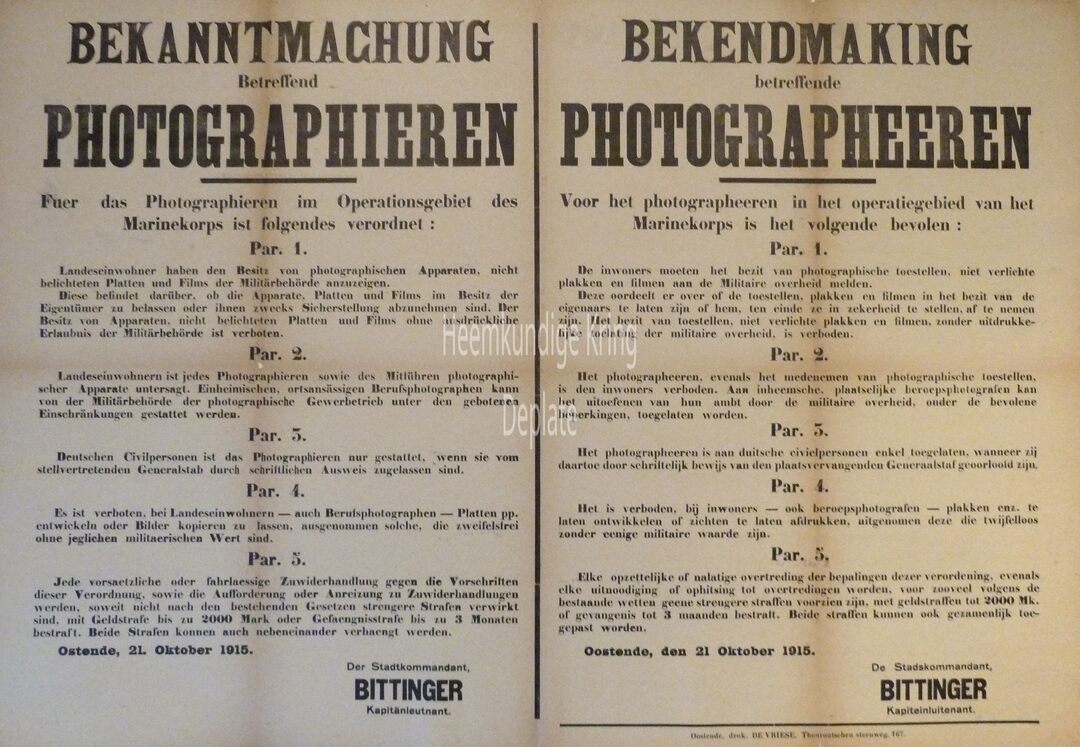 BEKANNTMACHUNG
Betreffend
PHOTOGRAPHIEREN
Fuer das Photographieren im Operationsgebiet des
Marinekorps ist folgendes verordnet :
Par. 1.
Landeseinwohner haben den Besitz von photographischen Apparaten, nicht
belichteten Platten und Films der Militärbehörde anzuzeigen.
Diese befindet darüber, ob die Apparate, Platten und Films im Besitz der
Eigentümer zu belassen oder ihnen zwecks Sicherstellung abzunehmen sind. Der
Besitz von Apparaten, nicht belichteten Platten und Films ohne ausdrückliche
Erlaubnis der Militärbehörde ist verboten.
Par. 2.
Landeseinwohnern ist jedes Photographieren sowie des Mitführen photographi-
scher Apparate untersagt. Einheimischen, ortsansässigen Berufsphotographen kann
von der Militärbehörde der photographische Gewerbetrieb unter den gebotenen
Einschränkungen gestattet werden.
Par. 3.
Deutschen Civilpersonen ist das Photographieren nur gestattet, wenn sie vom
stellvertretenden Generalstab durch schriftlichen Ausweis zugelassen sind.
Par. 4.
Es ist verboten, bei Landeseinwohnern — auch Berufsphotographen — Platten pp.
entwickeln oder Bilder kopieren zu lassen, ausgenommen solche, die zweifelsfrei
ohne jeglichen militaerischen Wert sind.
Par. 5.
Jede vorsaetzliche oder fahrlaessige Zuwiderhandlung gegen die Vorschriften
dieser Verordnung, sowie die Aufforderung oder Anreizung zu Zuwiderhandlungen
werden, soweit nicht nach den bestehenden Gesetzen strengere Strafen verwirkt
sind, mit Geldstrafe bis zu 2000 Mark oder Gefaengnisstrafe bis zu 3 Monaten
bestraft. Beide Strafen konnen auch nebeneinander verhaengt werden.
Ostende, 21. Oktober 1915.
Der Stadtkommandant,
BITTINGER
Kapitänleutnant.
BEKENDMAKING
betreffende
PHOTOGRAPHEEREN
Voor het photographeeren in het operatiegebied van het
Marinekorps is het volgende bevolen :
Par. 1.
De inwoners moeten het bezit van photographische toestellen, niet verlichte
plakken en filmen aan de Militaire overheid melden.
Deze oordeelt er over of de toestellen, plakken en filmen in het bezit van de
eigenaars te laten zijn of hem, ten einde ze in zekerheid te stellen, af te nemen
zijn. Het bezit van toestellen, niet verlichte plakken en filmen, zonder uitdrukke-
lijke toelating der militaire overheid, is verboden.
Par. 2.
Het photographeeren, evenals het medenemen van photographische toestellen,
is den inwoners verboden. Aan inheemsche, plaatselijke beroepsphotografen kan
het uitoefenen van hun ambt door de militaire overheid, onder de bevolene
beperkingen, toegelaten worden.
Par. 3.
Het photographeeren is aan duitsche civielpersonen enkel toegelaten, wanneer zij
daartoe door schriftelijk bewijs van den plaatsvervangenden Generaalstaf geoorloofd zijn.
Par. 4.
Het is verboden, bij inwoners — ook beroepsphotografen — plakken enz. te
laten ontwikkelen of zichten te laten afdrukken, uitgenomen deze die twijfelloos
zonder eenige militaire waarde zijn.
Par. 5.
Elke opzettelijke of nalatige overtreding der bepalingen dezer verordening, evenals
elke uitnoodiging of ophitsing tot overtredingen worden, voor zooveel volgens de
bestaande wetten geene strengere straffen voorzien zijn, met geldstraffen tot 2000 Mk.
of gevangenis tot 3 maanden bestraft. Beide straffen kunnen ook gezamenlijk toe-
gepast worden.
Oostende, den 21 Oktober 1915.
De Stadskommandant,
BITTINGER
Kapiteinluitenant.
Oostende, druk. DE VRIESE, Thouroutschen steenweg, 167.
Heemkundige Kring
Deplate